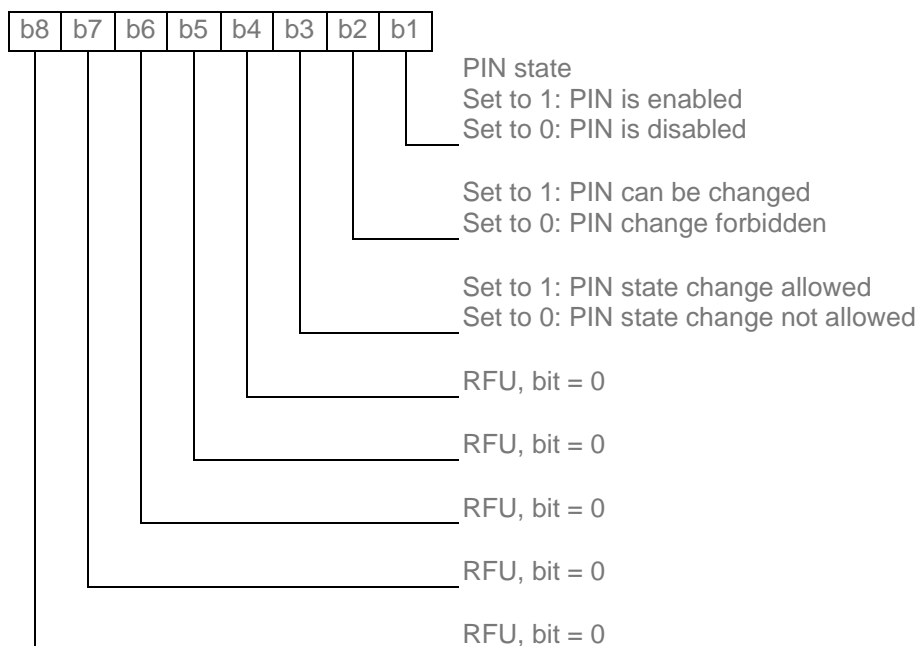 b8 b7 b6 b5 b4 b3 b2 b1
PIN state
Set to 1: PIN is enabled
Set to 0: PIN is disabled
Set to 1: PIN can be changed
Set to 0: PIN change forbidden
Set to 1: PIN state change allowed
Set to 0: PIN state change not allowed
RFU, bit = 0
RFU, bit = 0
RFU, bit = 0
RFU, bit = 0
RFU, bit = 0